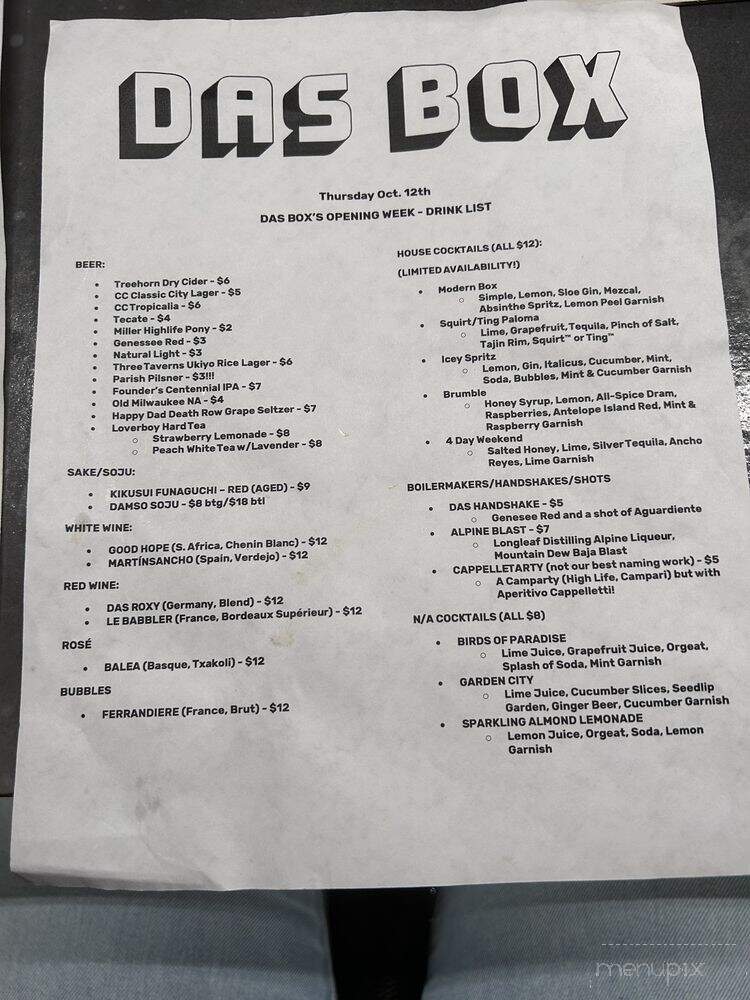 DAS BOX
Thursday Oct. 12th
DAS BOX'S OPENING WEEK - DRINK LIST
BEER:
Treehorn Dry Cider - $6
CC Classic City Lager - $5
CC Tropicalia - $6
Tecate - $4
Miller Highlife Pony - $2
Genessee Red - $3
Natural Light - $3
Three Taverns Ukiyo Rice Lager - $6
Parish Pilsner - $3!!!
Founder's Centennial IPA - $7
Old Milwaukee NA - $4
Happy Dad Death Row Grape Seltzer - $7
Loverboy Hard Tea
Strawberry Lemonade - $8
Peach White Tea w/Lavender - $8
SAKE/SOJU:
KIKUSUI FUNAGUCHI – RED (AGED) - $9
DAMSO SOJU - $8 btg/$18 btl
WHITE WINE:
GOOD HOPE (S. Africa, Chenin Blanc) - $12
MARTÍNSANCHO (Spain, Verdejo) - $12
RED WINE:
DAS ROXY (Germany, Blend) - $12
LE BABBLER (France, Bordeaux Supérieur) - $12
ROSÉ
BALEA (Basque, Txakoli) - $12
BUBBLES
FERRANDIERE (France, Brut) - $12
HOUSE COCKTAILS (ALL $12):
(LIMITED AVAILABILITY!)
Modern Box
Simple, Lemon, Sloe Gin, Mezcal,
Absinthe Spritz, Lemon Peel Garnish
Squirt/Ting Paloma
Lime, Grapefruit, Tequila, Pinch of Salt,
Tajin Rim, Squirt™ or Ting™
Icey Spritz
Lemon, Gin, Italicus, Cucumber, Mint,
Soda, Bubbles, Mint & Cucumber Garnish
Brumble
Honey Syrup, Lemon, All-Spice Dram,
Raspberries, Antelope Island Red, Mint &
Raspberry Garnish
4 Day Weekend
Salted Honey, Lime, Silver Tequila, Ancho
Reyes, Lime Garnish
BOILERMAKERS/HANDSHAKES/SHOTS
DAS HANDSHAKE - $5
Genesee Red and a shot of Aguardiente
ALPINE BLAST - $7
Longleaf Distilling Alpine Liqueur,
Mountain Dew Baja Blast
CAPPELLETARTY (not our best naming work) - $5
A Camparty (High Life, Campari) but with
Aperitivo Cappelletti!
N/A COCKTAILS (ALL $8)
BIRDS OF PARADISE
Lime Juice, Grapefruit Juice, Orgeat,
Splash of Soda, Mint Garnish
GARDEN CITY
Lime Juice, Cucumber Slices, Seedlip
Garden, Ginger Beer, Cucumber Garnish
SPARKLING ALMOND LEMONADE
Lemon Juice, Orgeat, Soda, Lemon
Garnish
menupix